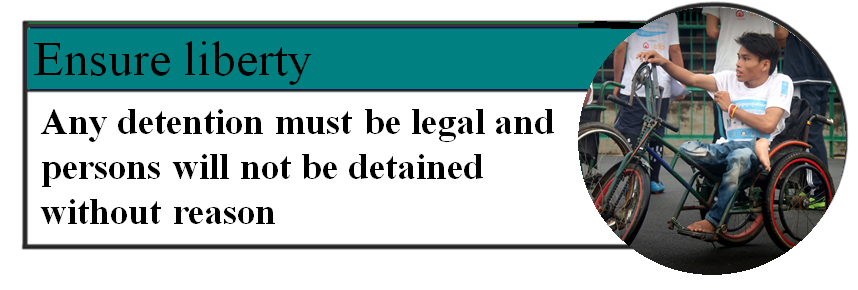 Ensure liberty
Any detention must be legal and
persons will not be detained
without reason